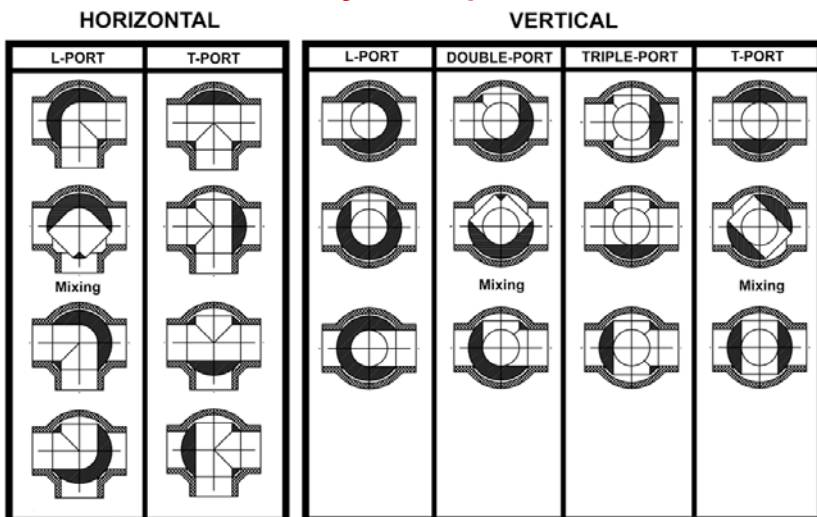 HORIZONTAL
VERTICAL
L-PORT
T-PORT
L-PORT
DOUBLE-PORT
TRIPLE-PORT
T-PORT
Mixing
Mixing
Mixing